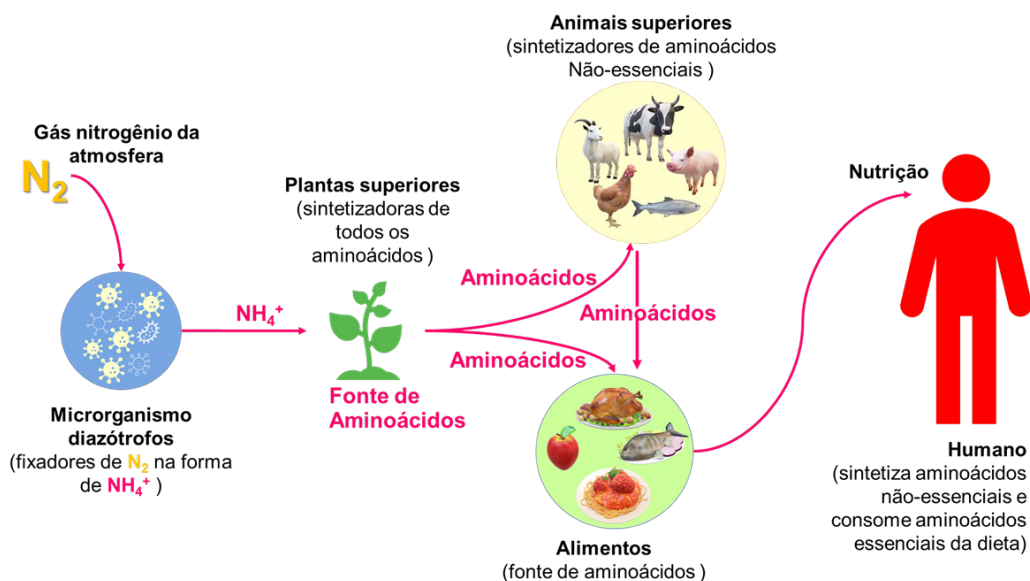 Gás nitrogênio da
atmosfera
N2
Microrganismo
diazótrofos
(fixadores de N2 na forma
de NH4+ )
NH4+
Plantas superiores
(sintetizadoras de
todos os
aminoácidos )
Fonte de
Aminoácidos
Aminoácidos
Aminoácidos
Aminoácidos
Animais superiores
(sintetizadores de aminoácidos
Não-essenciais )
Alimentos
(fonte de aminoácidos )
Nutrição
Humano
(sintetiza aminoácidos
não-essenciais e
consome aminoácidos
essenciais da dieta)